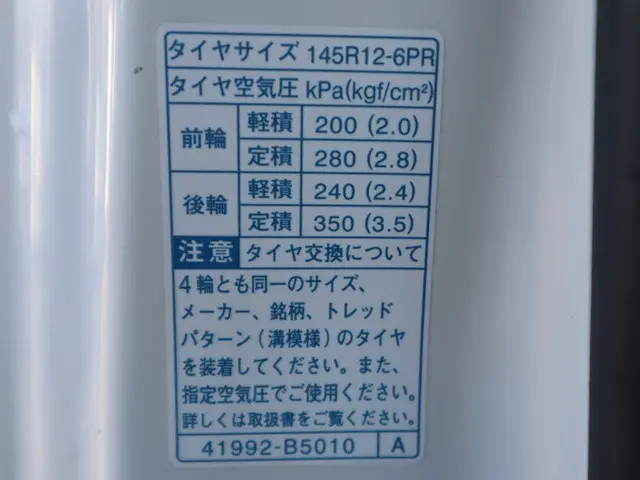 タイヤサイズ 145R12-6PR
タイヤ空気圧 kPa(kgf/cm²)
前輪 軽積 200 (2.0)
定積 280 (2.8)
後輪 軽積 240 (2.4)
定積 350 (3.5)
注意 タイヤ交換について
4輪とも同一のサイズ、
メーカー、銘柄、トレッド
パターン(溝模様)のタイヤ
を装着してください。また、
指定空気圧でご使用ください。
詳しくは取扱書をご覧ください。
41992-B5010 A